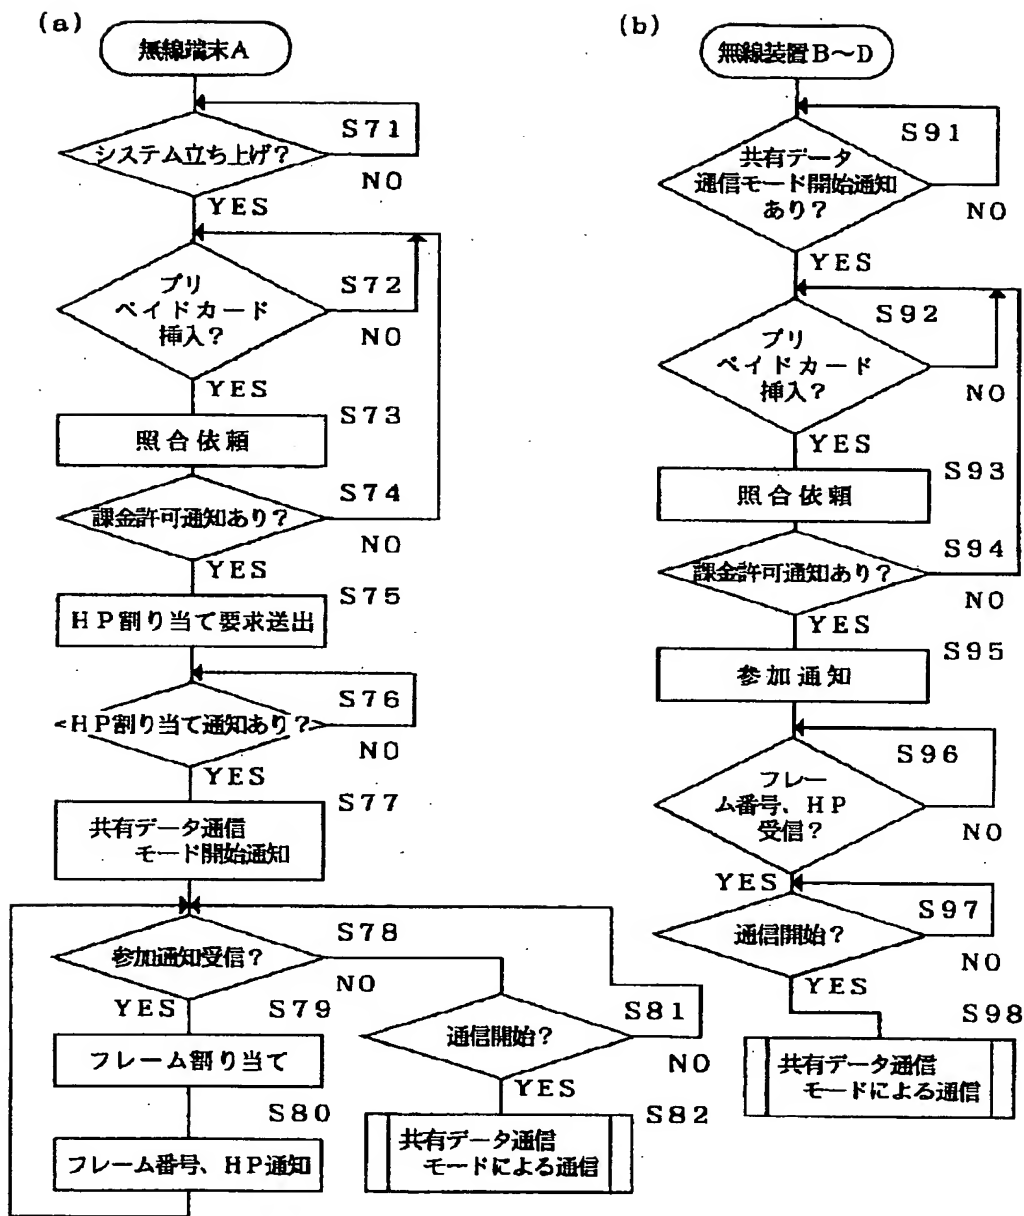 (a)
無線端末A
S71
システム立ち上げ?
NO
YES
S72
プリ
ペイドカード
挿入?
NO
YES
S73
照合依頼
S74
課金許可通知あり?
NO
YES
S75
HP割り当て要求送出
S76
HP割り当て通知あり?
NO
YES
S77
共有データ通信
モード開始通知
S78
参加通知受信?
NO
YES
S79
フレーム割り当て
S80
フレーム番号、HP通知
S81
通信開始?
NO
YES
S82
共有データ通信
モードによる通信
(b)
無線装置B～D
S91
共有データ
通信モード開始通知
あり?
NO
YES
S92
プリ
ペイドカード
挿入?
NO
YES
S93
照合依頼
S94
課金許可通知あり?
NO
YES
S95
参加通知
S96
フレー
ム番号、HP
受信?
NO
YES
S97
通信開始?
NO
YES
S98
共有データ通信
モードによる通信